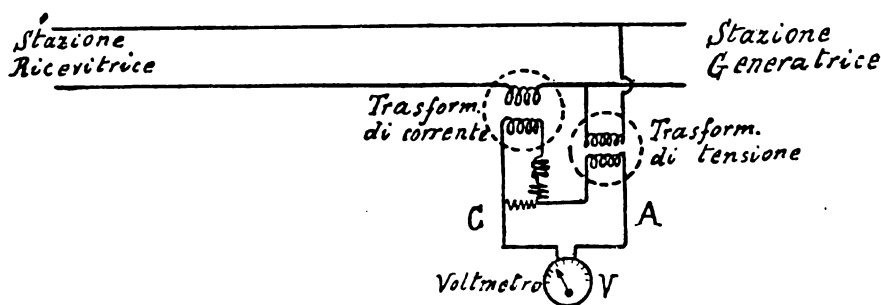 Stazione
Ricevitrice
Stazione
Generatrice
Trasform.
di corrente
Trasform.
di tensione
C
A
Voltmetro
V